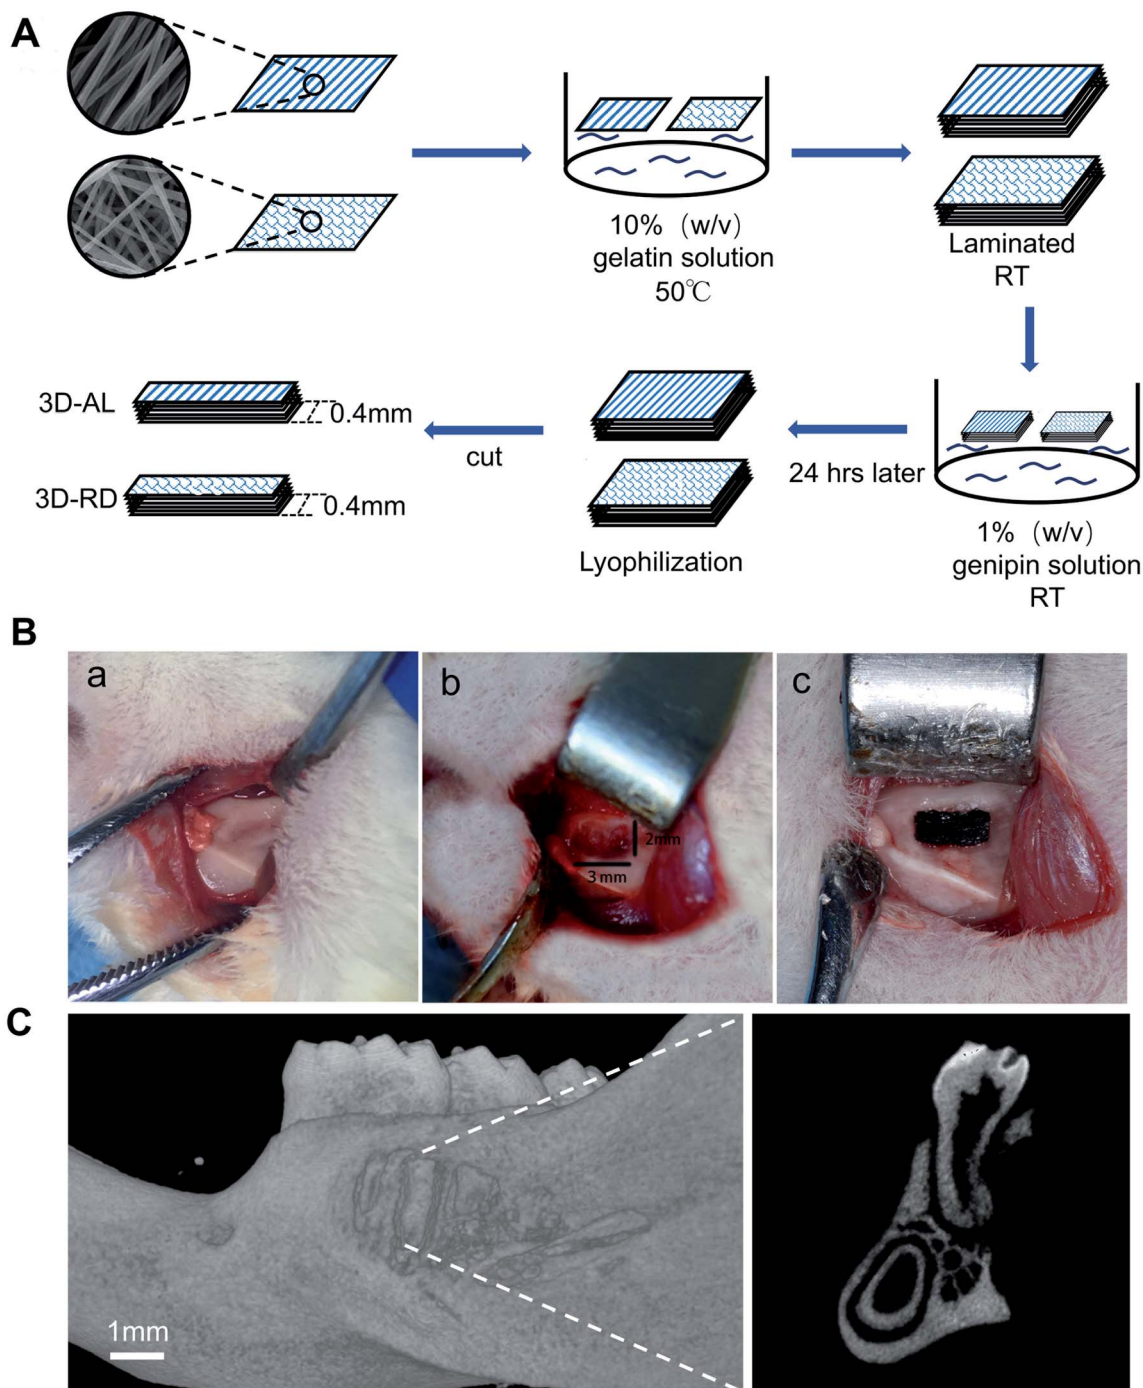 A
10% (w/v)
gelatin solution
50℃
Laminated
RT
3D-AL
0.4mm
3D-RD
0.4mm
cut
Lyophilization
24 hrs later
1% (w/v)
genipin solution
RT
B
a
b
c
2mm
3 mm
C
1mm